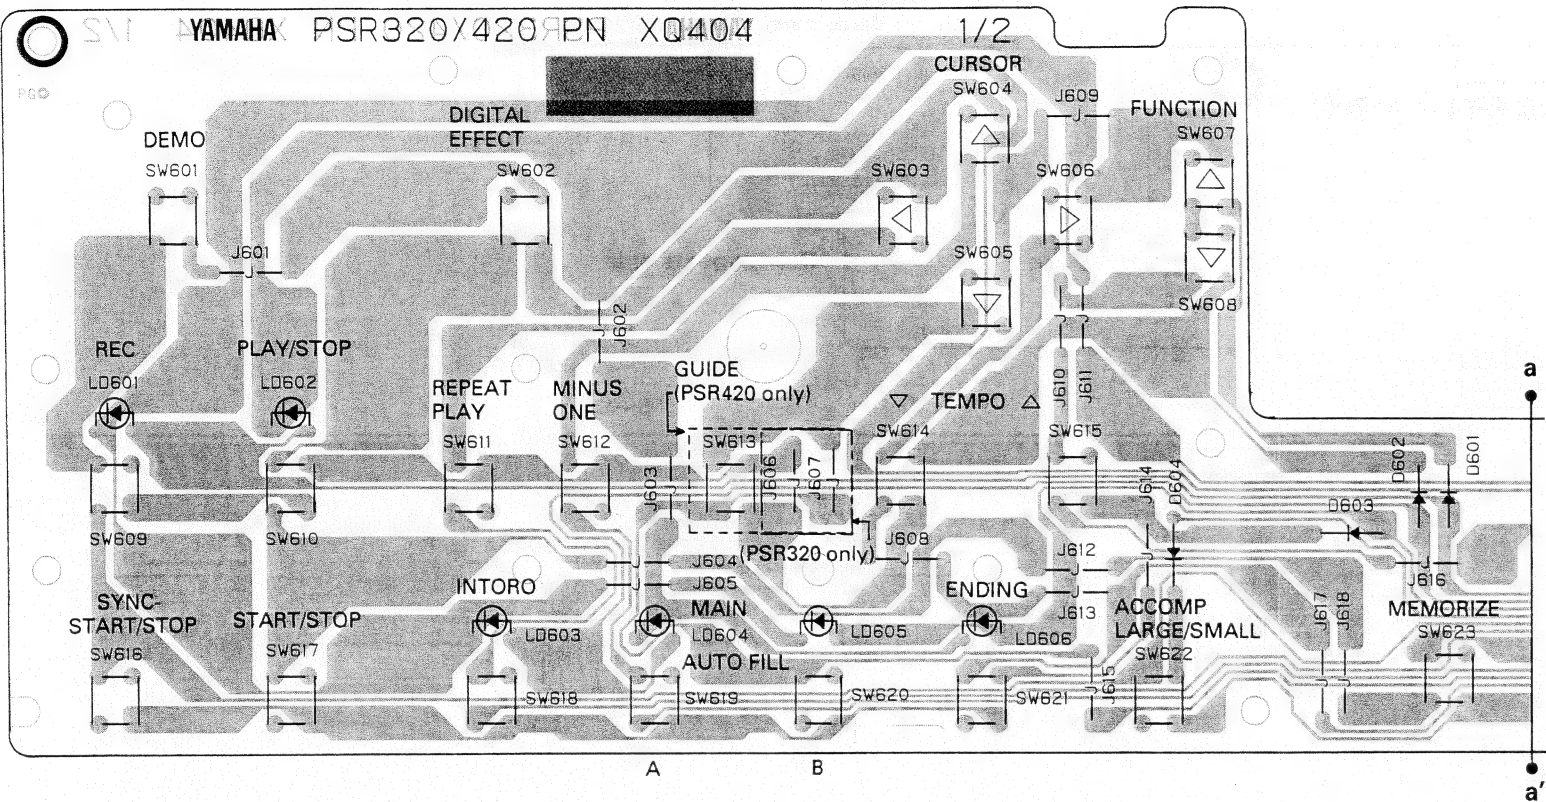 YAMAHA PSR320/420 PN XQ404 1/2
CURSOR
SW604
J609
FUNCTION
SW607
DIGITAL
EFFECT
DEMO
SW601
SW602
SW603
SW606
J601
SW605
SW608
J602
REC
PLAY/STOP
GUIDE
(PSR420 only)
LD601
LD602
REPEAT
PLAY
MINUS
ONE
J610
J611
TEMPO
a
SW611
SW612
SW613
SW614
SW615
J603
J606
J607
J614
D604
D602
D601
D603
SW609
SW610
(PSR320 only)
J608
J604
J605
J612
J613
J616
INTORO
MAIN
ENDING
SYNC-
START/STOP
START/STOP
LD603
LD604
LD605
LD606
ACCOMP
LARGE/SMALL
J617
J618
MEMORIZE
SW623
SW616
SW617
AUTO FILL
SW622
SW618
SW619
SW620
SW621
J615
A
B
a'